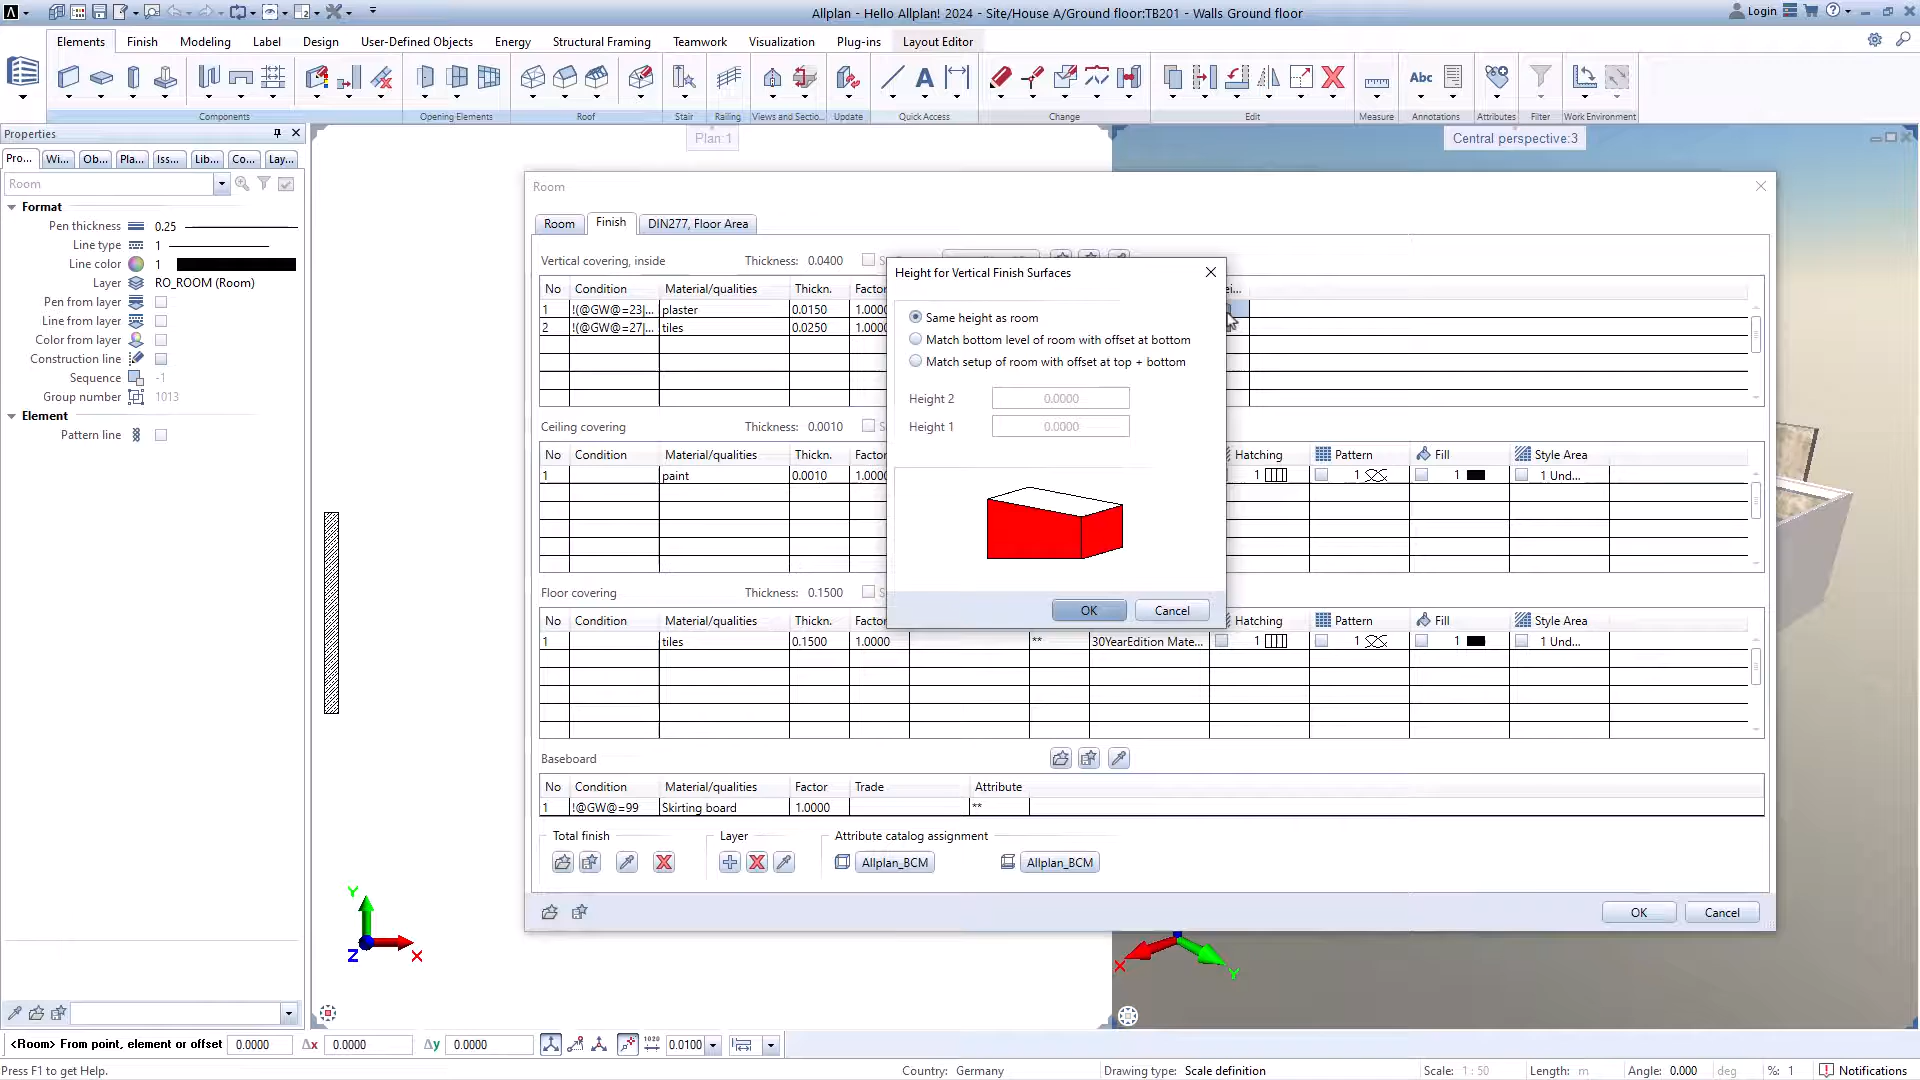 Allplan - Hello Allplan! 2024 - Site/House A/Ground floor:TB201 - Walls Ground floor
Login
Elements Finish Modeling Label Design User-Defined Objects Energy Structural Framing Teamwork Visualization Plug-ins Layout Editor
Abc
Components Opening Elements Roof Stair Railing Views and Sectio... Update Quick Access Change Edit Measure Annotations Attributes Filter Work Environment
Properties
Plan:1
Central perspective:3
Pro... Wi... Ob... Pla... Iss... Lib... Co... Lay...
Room
Format
Pen thickness 0.25
Line type 1
Line color 1
Layer RO_ROOM (Room)
Pen from layer
Line from layer
Color from layer
Construction line
Sequence -1
Group number 1013
Element
Pattern line
Room
Room Finish DIN277, Floor Area
Vertical covering, inside Thickness: 0.0400
No Condition Material/qualities Thickn. Factor
1 !(@GW@=23|... plaster 0.0150 1.0000
2 !(@GW@=27|... tiles 0.0250 1.0000
Height for Vertical Finish Surfaces
Same height as room
Match bottom level of room with offset at bottom
Match setup of room with offset at top + bottom
Height 2 0.0000
Height 1 0.0000
OK Cancel
Ceiling covering Thickness: 0.0010
No Condition Material/qualities Thickn. Factor Hatching Pattern Fill Style Area
1 paint 0.0010 1.0000 1 1 1 1 Und...
Floor covering Thickness: 0.1500
No Condition Material/qualities Thickn. Factor Hatching Pattern Fill Style Area
1 tiles 0.1500 1.0000 ** 30YearEdition Mate... 1 1 1 1 Und...
Baseboard
No Condition Material/qualities Factor Trade Attribute
1 !@GW@=99 Skirting board 1.0000 **
Total finish Layer Attribute catalog assignment
Allplan_BCM Allplan_BCM
OK Cancel
Y
Z X
X Y
<Room> From point, element or offset 0.0000 Δx 0.0000 Δy 0.0000 1020 0.0100
Press F1 to get Help. Country: Germany Drawing type: Scale definition Scale: 1 : 50 Length: m Angle: 0.000 deg %: 1 Notifications